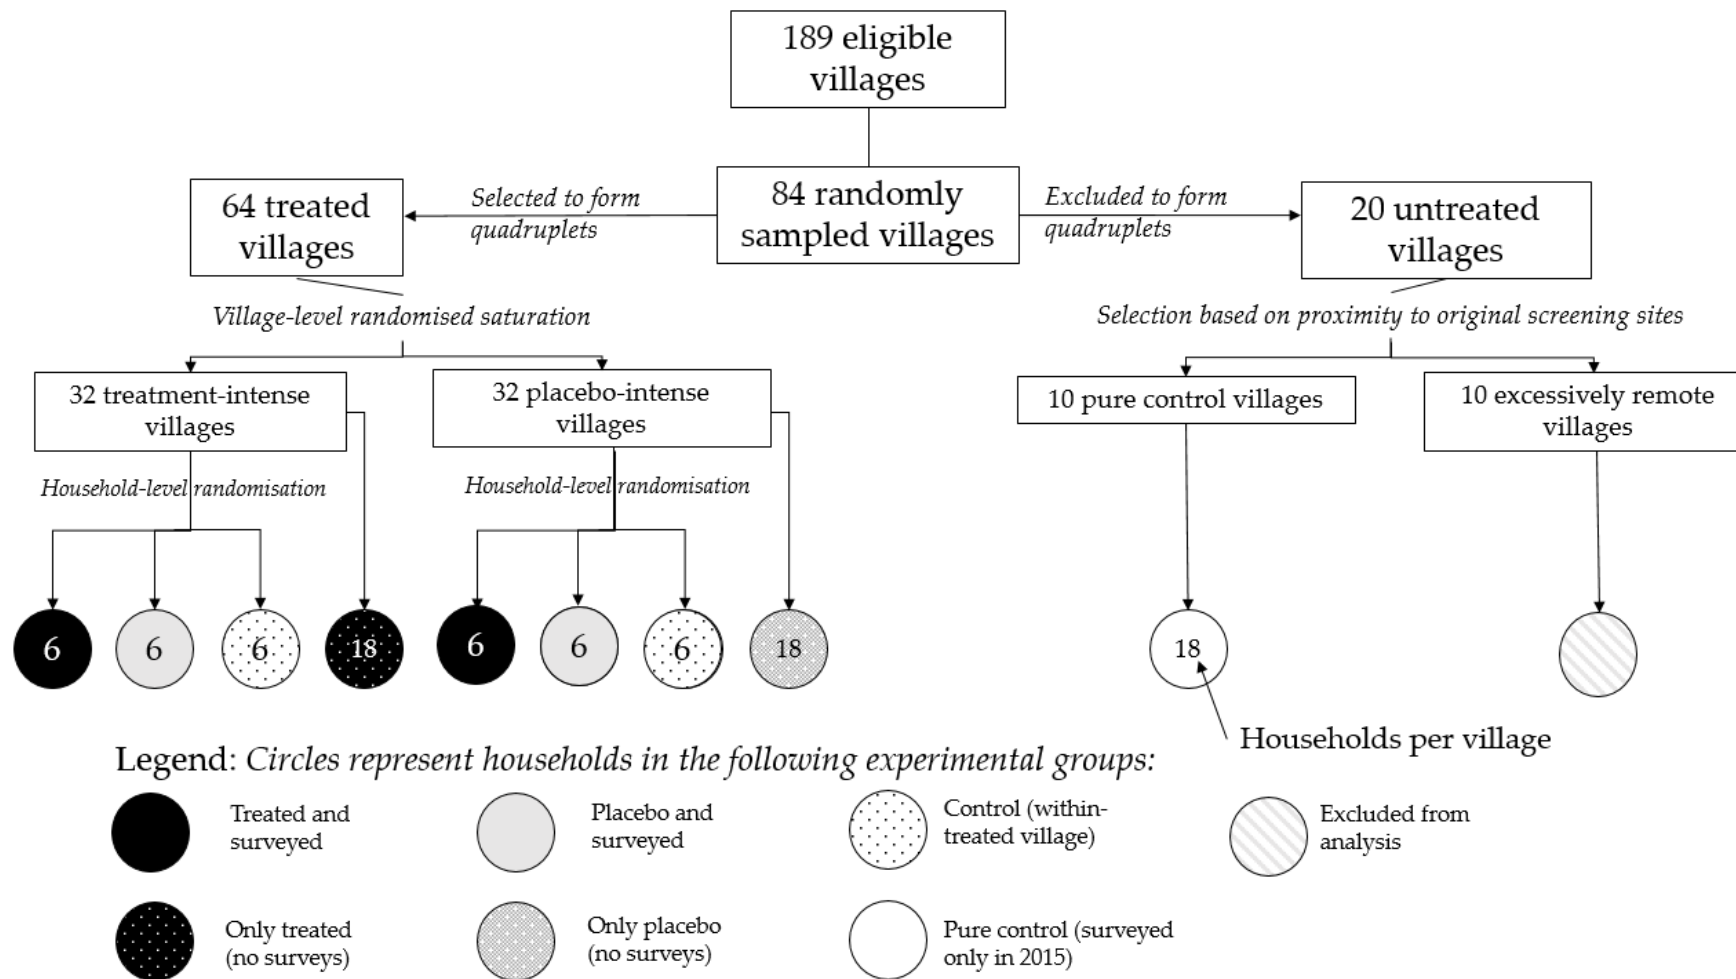 189 eligible
villages
84 randomly
sampled villages
Selected to form
quadruplets
Excluded to form
quadruplets
64 treated
villages
20 untreated
villages
Village-level randomised saturation
Selection based on proximity to original screening sites
32 treatment-intense
villages
32 placebo-intense
villages
10 pure control villages
10 excessively remote
villages
Household-level randomisation
Household-level randomisation
6
6
6
18
6
6
6
18
18
Households per village
Legend: Circles represent households in the following experimental groups:
Treated and
surveyed
Placebo and
surveyed
Control (within-
treated village)
Excluded from
analysis
Only treated
(no surveys)
Only placebo
(no surveys)
Pure control (surveyed
only in 2015)